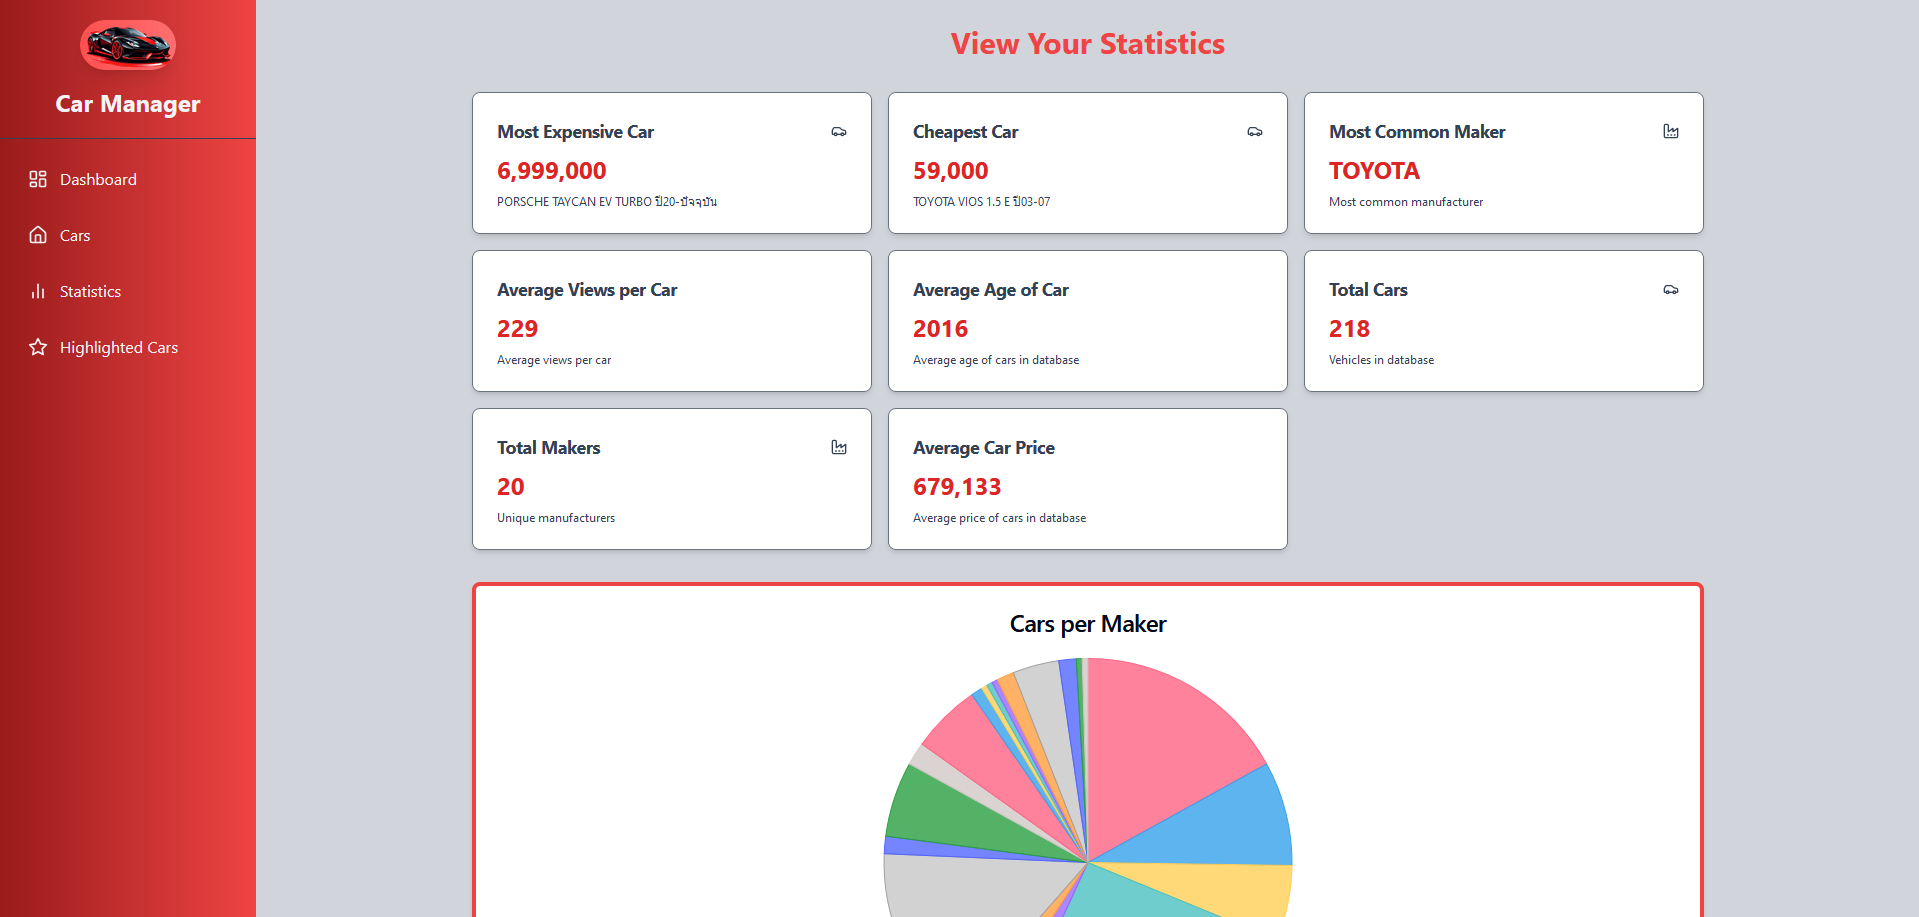 Car Manager
Dashboard
Cars
Statistics
Highlighted Cars
View Your Statistics
Most Expensive Car
6,999,000
PORSCHE TAYCAN EV TURBO ปี20-ปัจจุบัน
Cheapest Car
59,000
TOYOTA VIOS 1.5 E ปี03-07
Most Common Maker
TOYOTA
Most common manufacturer
Average Views per Car
229
Average views per car
Average Age of Car
2016
Average age of cars in database
Total Cars
218
Vehicles in database
Total Makers
20
Unique manufacturers
Average Car Price
679,133
Average price of cars in database
Cars per Maker